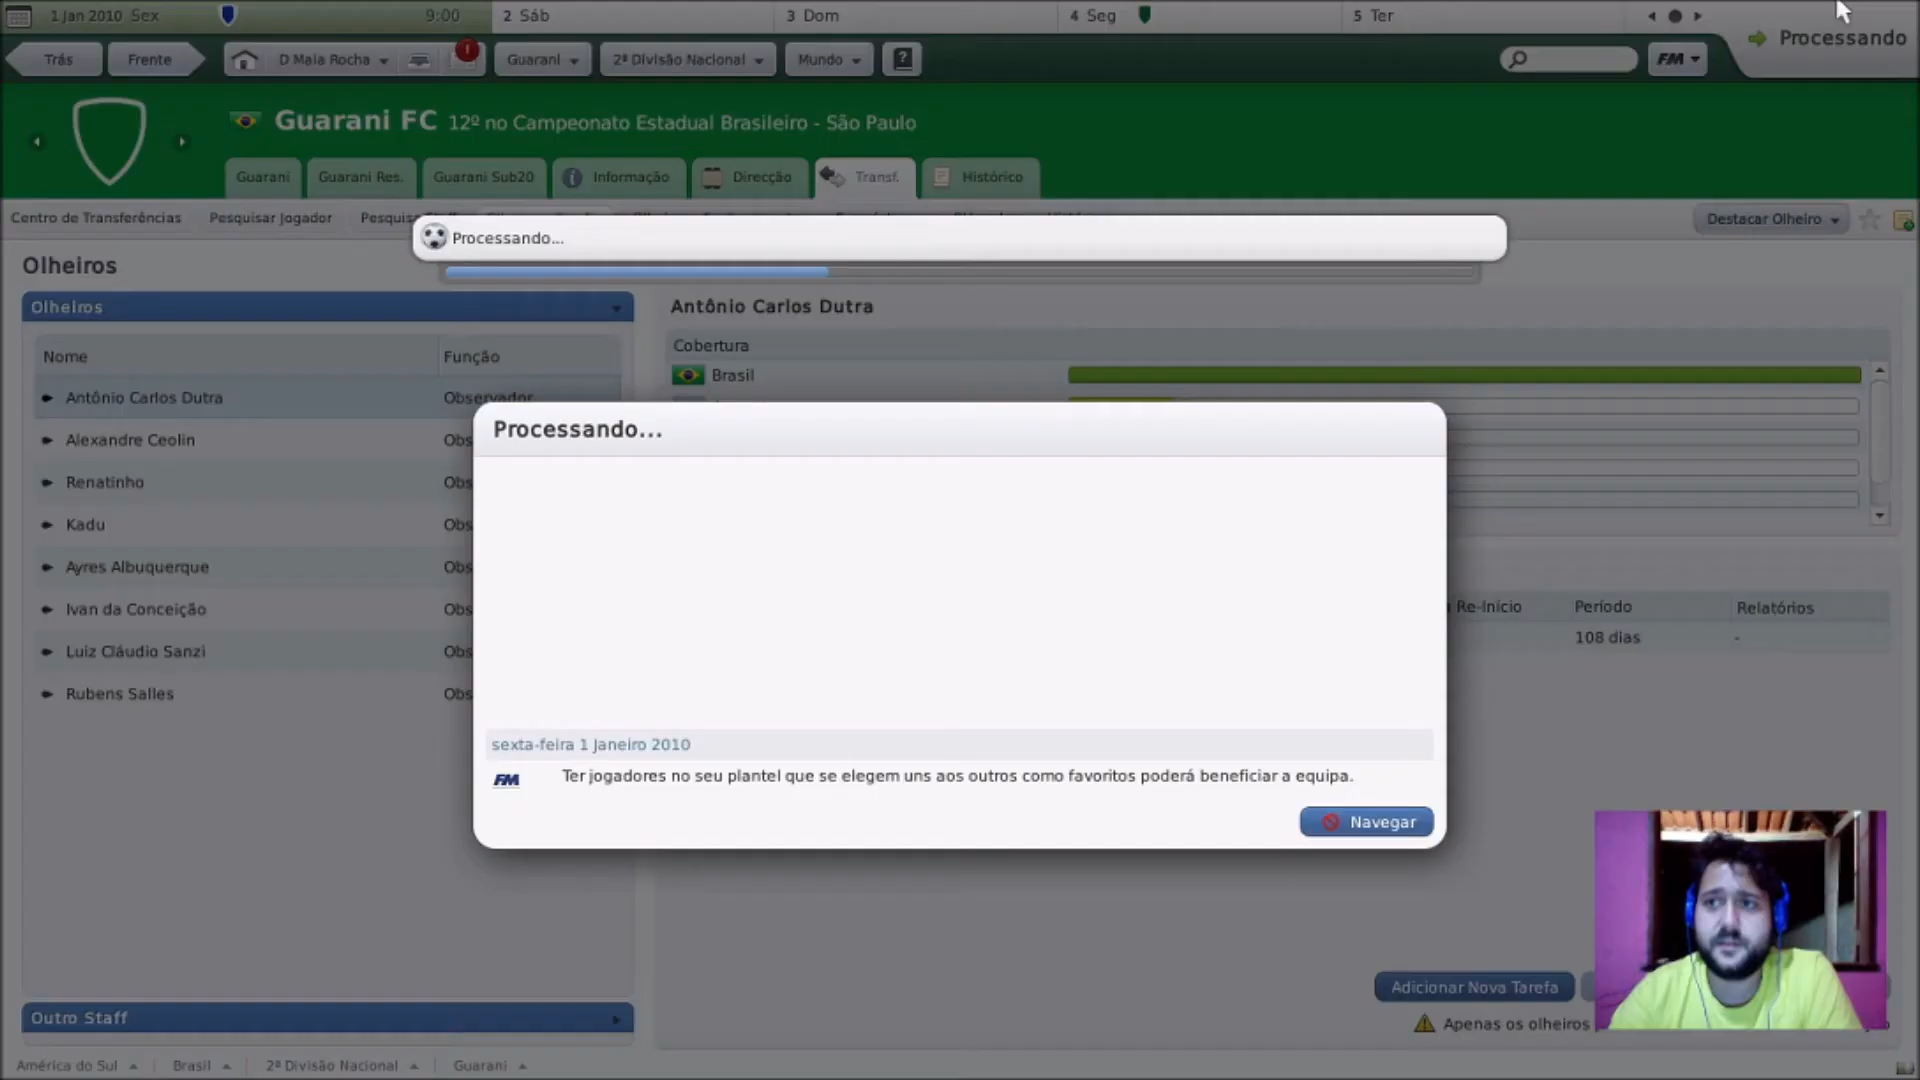 1 Jan 2010 Sex 9:00 2 Sáb 3 Dom 4 Seg 5 Ter
Processando
Trás Frente D Maia Rocha Guarani 2ª Divisão Nacional Mundo ? FM
Guarani FC 12º no Campeonato Estadual Brasileiro - São Paulo
Guarani Guarani Res. Guarani Sub20 Informação Direcção Transf. Histórico
Centro de Transferências Pesquisar Jogador Destacar Olheiro
Processando...
Olheiros
Olheiros
Antônio Carlos Dutra
Nome Função
Cobertura
Brasil
Antônio Carlos Dutra Observador
Alexandre Ceolin Obs
Renatinho Obs
Kadu Obs
Ayres Albuquerque Obs
Ivan da Conceição Obs
Luiz Cláudio Sanzi Obs
Rubens Salles Obs
Processando...
Re-Início Período Relatórios
108 dias -
sexta-feira 1 Janeiro 2010
FM Ter jogadores no seu plantel que se elegem uns aos outros como favoritos poderá beneficiar a equipa.
Navegar
Adicionar Nova Tarefa
Apenas os olheiros
Outro Staff
América do Sul Brasil 2ª Divisão Nacional Guarani